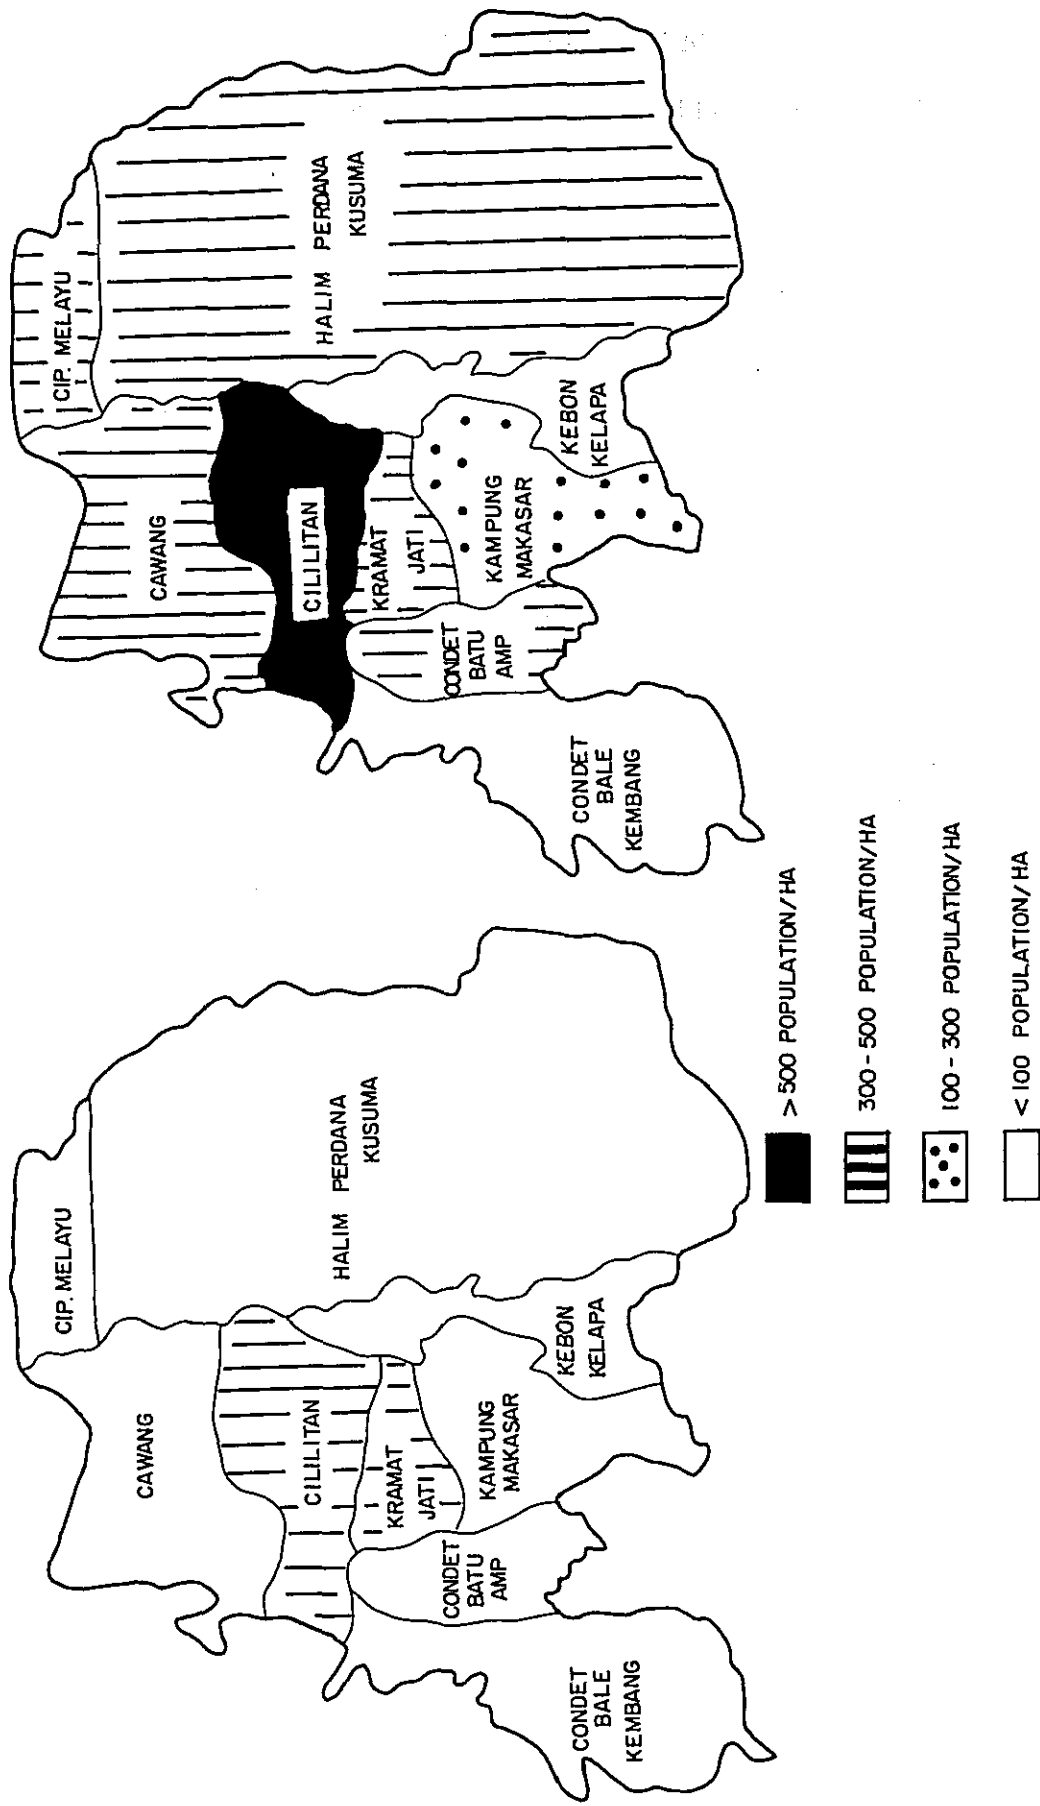 CIP. MELAYU
CAWANG
HALIM PERDANA
KUSUMA
CILILITAN
KRAMAT
JATI
KAMPUNG
MAKASAR
KEBON
KELAPA
CONDET
BATU
AMP
CONDET
BALE
KEMBANG
CIP. MELAYU
CAWANG
HALIM PERDANA
KUSUMA
CILILITAN
KRAMAT
JATI
KAMPUNG
MAKASAR
KEBON
KELAPA
CONDET
BATU
AMP
CONDET
BALE
KEMBANG
> 500 POPULATION/HA
300 - 500 POPULATION/HA
100 - 300 POPULATION/HA
< 100 POPULATION/HA